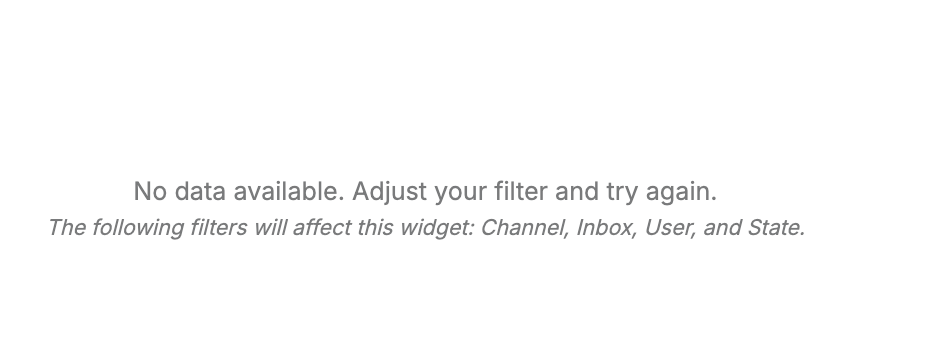 No data available. Adjust your filter and try again.
The following filters will affect this widget: Channel, Inbox, User, and State.